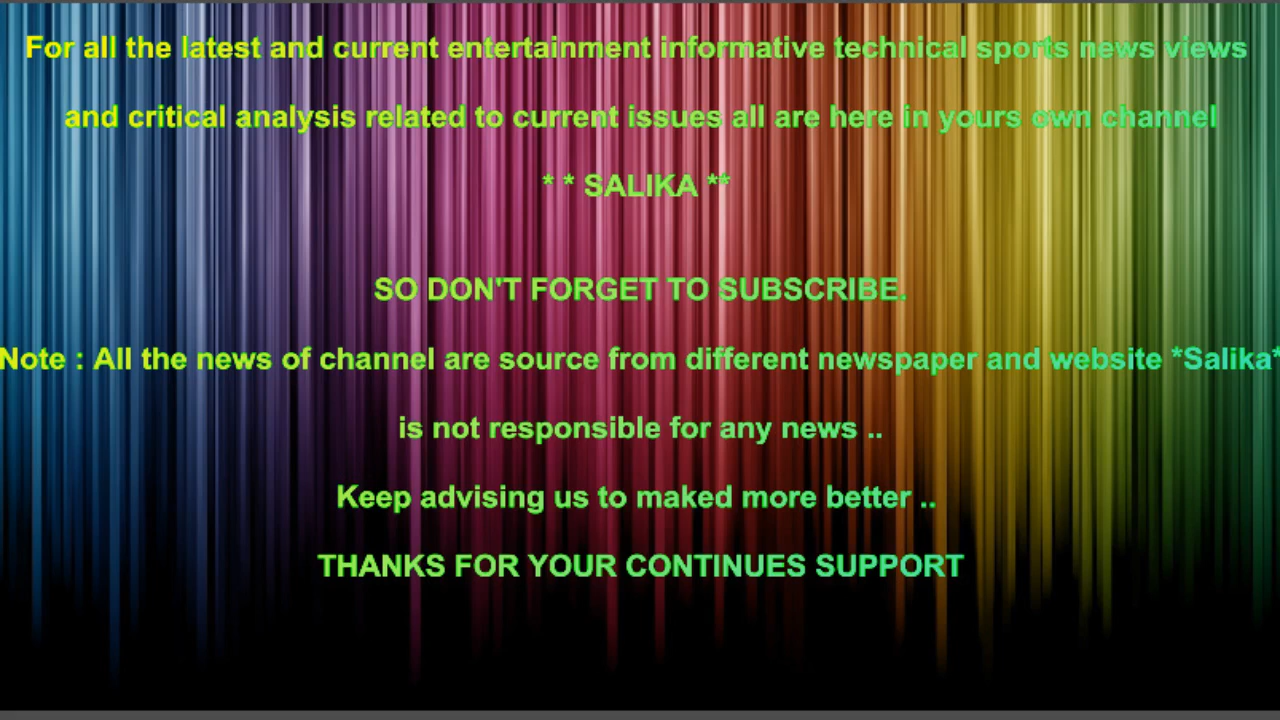 For all the latest and current entertainment informative technical sports news views
and critical analysis related to current issues all are here in yours own channel
* * SALIKA **
SO DON'T FORGET TO SUBSCRIBE.
Note : All the news of channel are source from different newspaper and website *Salika*
is not responsible for any news ..
Keep advising us to maked more better ..
THANKS FOR YOUR CONTINUES SUPPORT